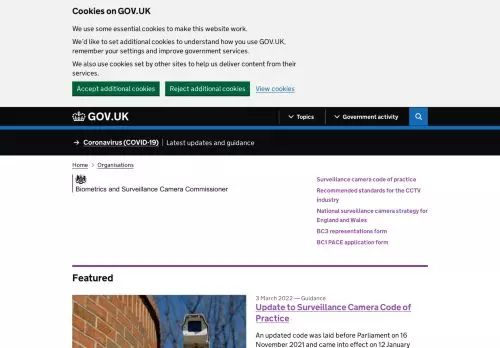 Cookies on GOV.UK
We use some essential cookies to make this website work.
We'd like to set additional cookies to understand how you use GOV.UK,
remember your settings and improve government services.
We also use cookies set by other sites to help us deliver content from their
services.
Accept additional cookies Reject additional cookies View cookies
GOV.UK Topics Government activity
→ Coronavirus (COVID-19) Latest updates and guidance
Home > Organisations
Biometrics and Surveillance Camera Commissioner
Surveillance camera code of practice
Recommended standards for the CCTV
industry
National surveillance camera strategy for
England and Wales
BC3 representations form
BC1 PACE application form
Featured
3 March 2022 — Guidance
Update to Surveillance Camera Code of
Practice
An updated code was laid before Parliament on 16
November 2021 and came into effect on 12 January